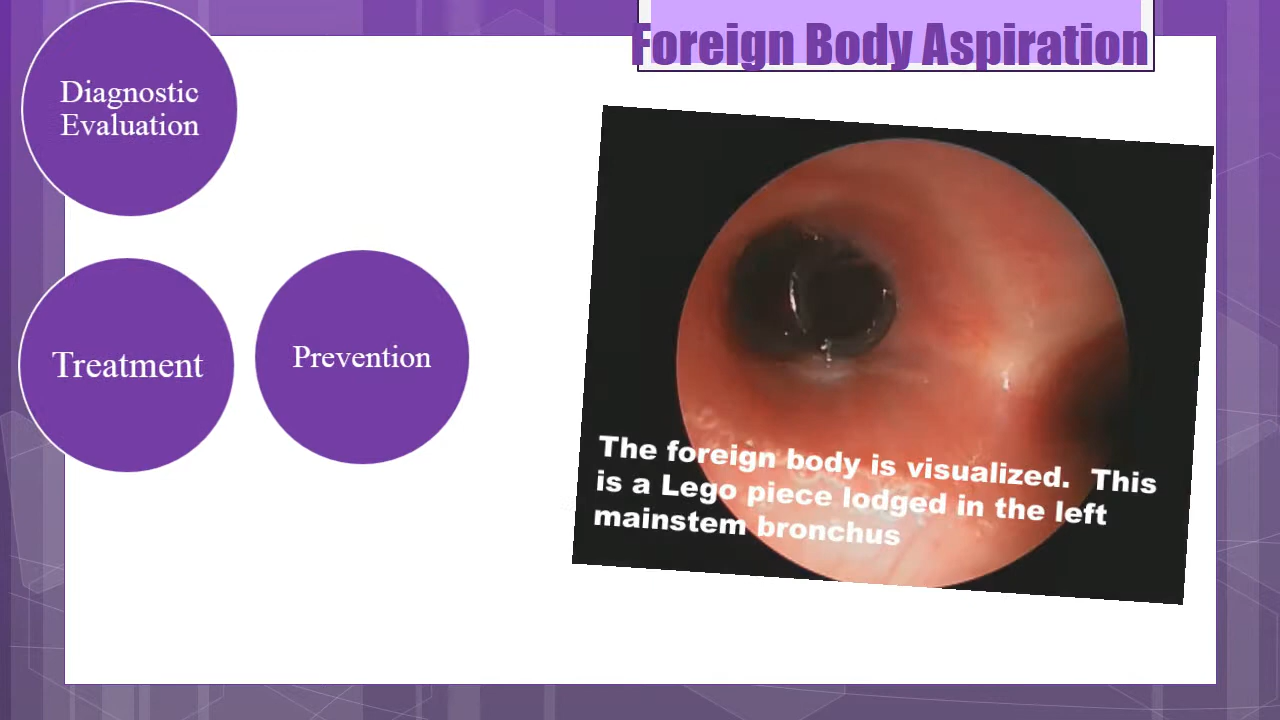 Foreign Body Aspiration
Diagnostic
Evaluation
Treatment
Prevention
The foreign body is visualized. This
is a Lego piece lodged in the left
mainstem bronchus